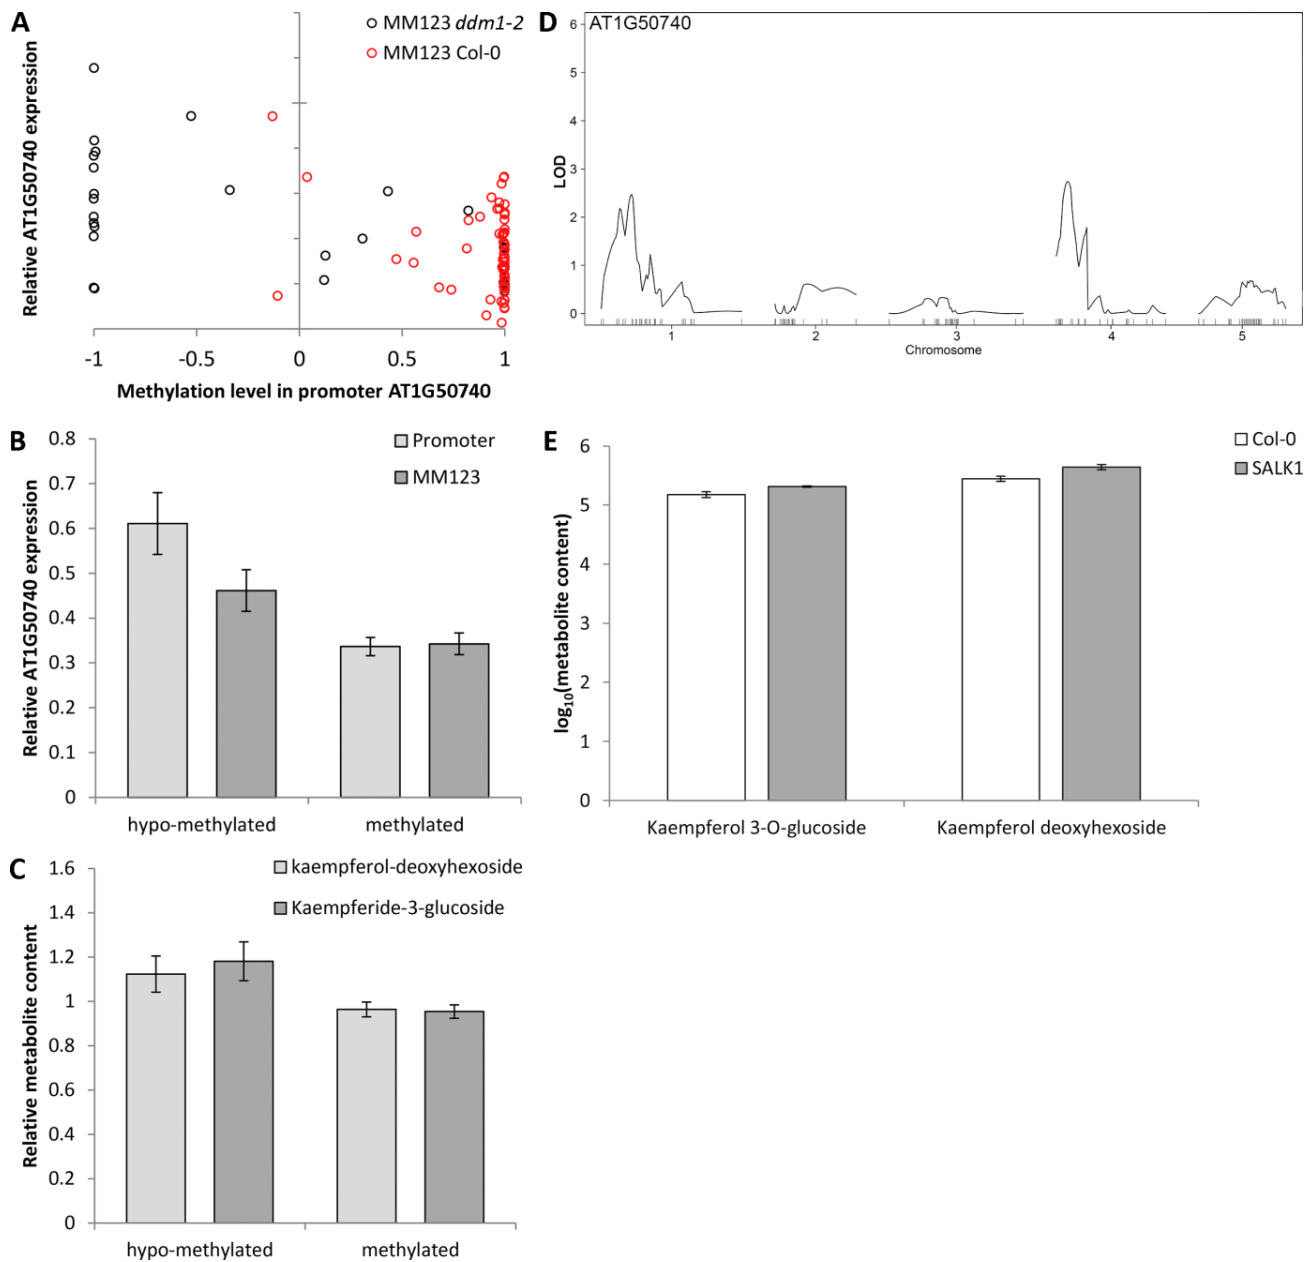 A
MM123 ddm1-2
MM123 Col-0
Relative AT1G50740 expression
-1 -0.5 0 0.5 1
Methylation level in promoter AT1G50740
D
AT1G50740
6
5
4
3
2
1
0
LOD
1 2 3 4 5
Chromosome
B
Promoter
MM123
0.8
0.7
0.6
0.5
0.4
0.3
0.2
0.1
0
Relative AT1G50740 expression
hypo-methylated methylated
E
Col-0
SALK1
6
5
4
3
2
1
0
log10(metabolite content)
Kaempferol 3-O-glucoside Kaempferol deoxyhexoside
C
kaempferol-deoxyhexoside
Kaempferide-3-glucoside
1.6
1.4
1.2
1
0.8
0.6
0.4
0.2
0
Relative metabolite content
hypo-methylated methylated